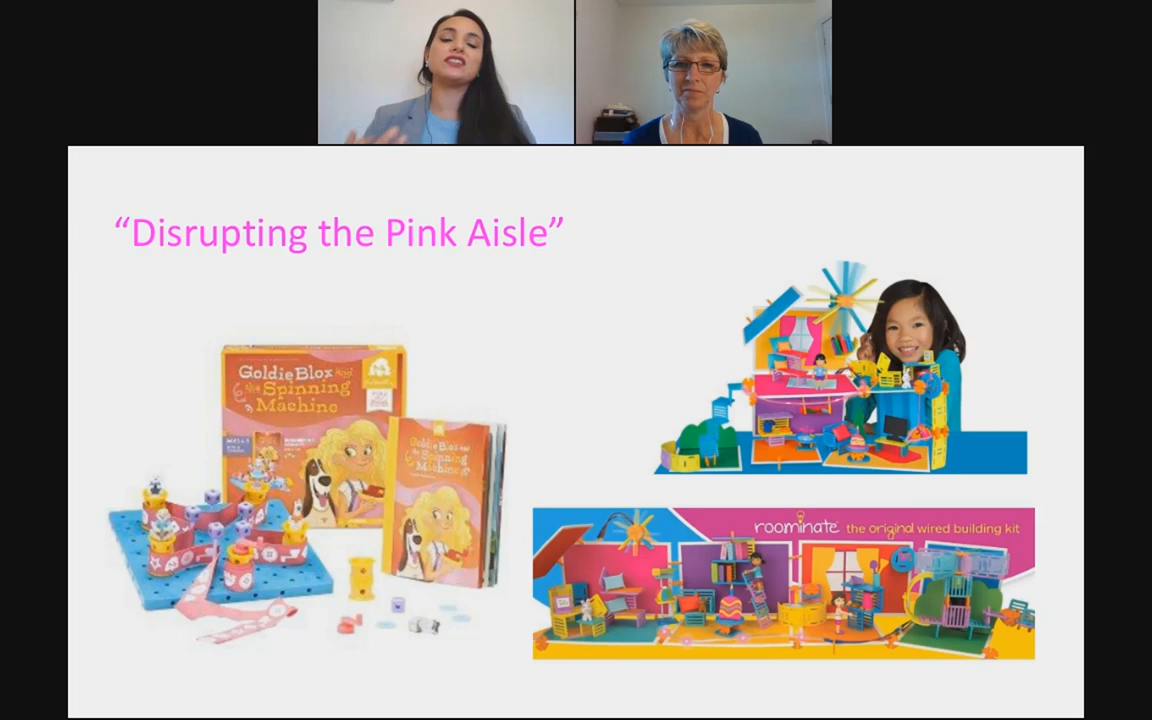 “Disrupting the Pink Aisle”
GoldieBlox and
the Spinning
Machine
GoldieBlox and
the Spinning
Machine
roominate the original wired building kit